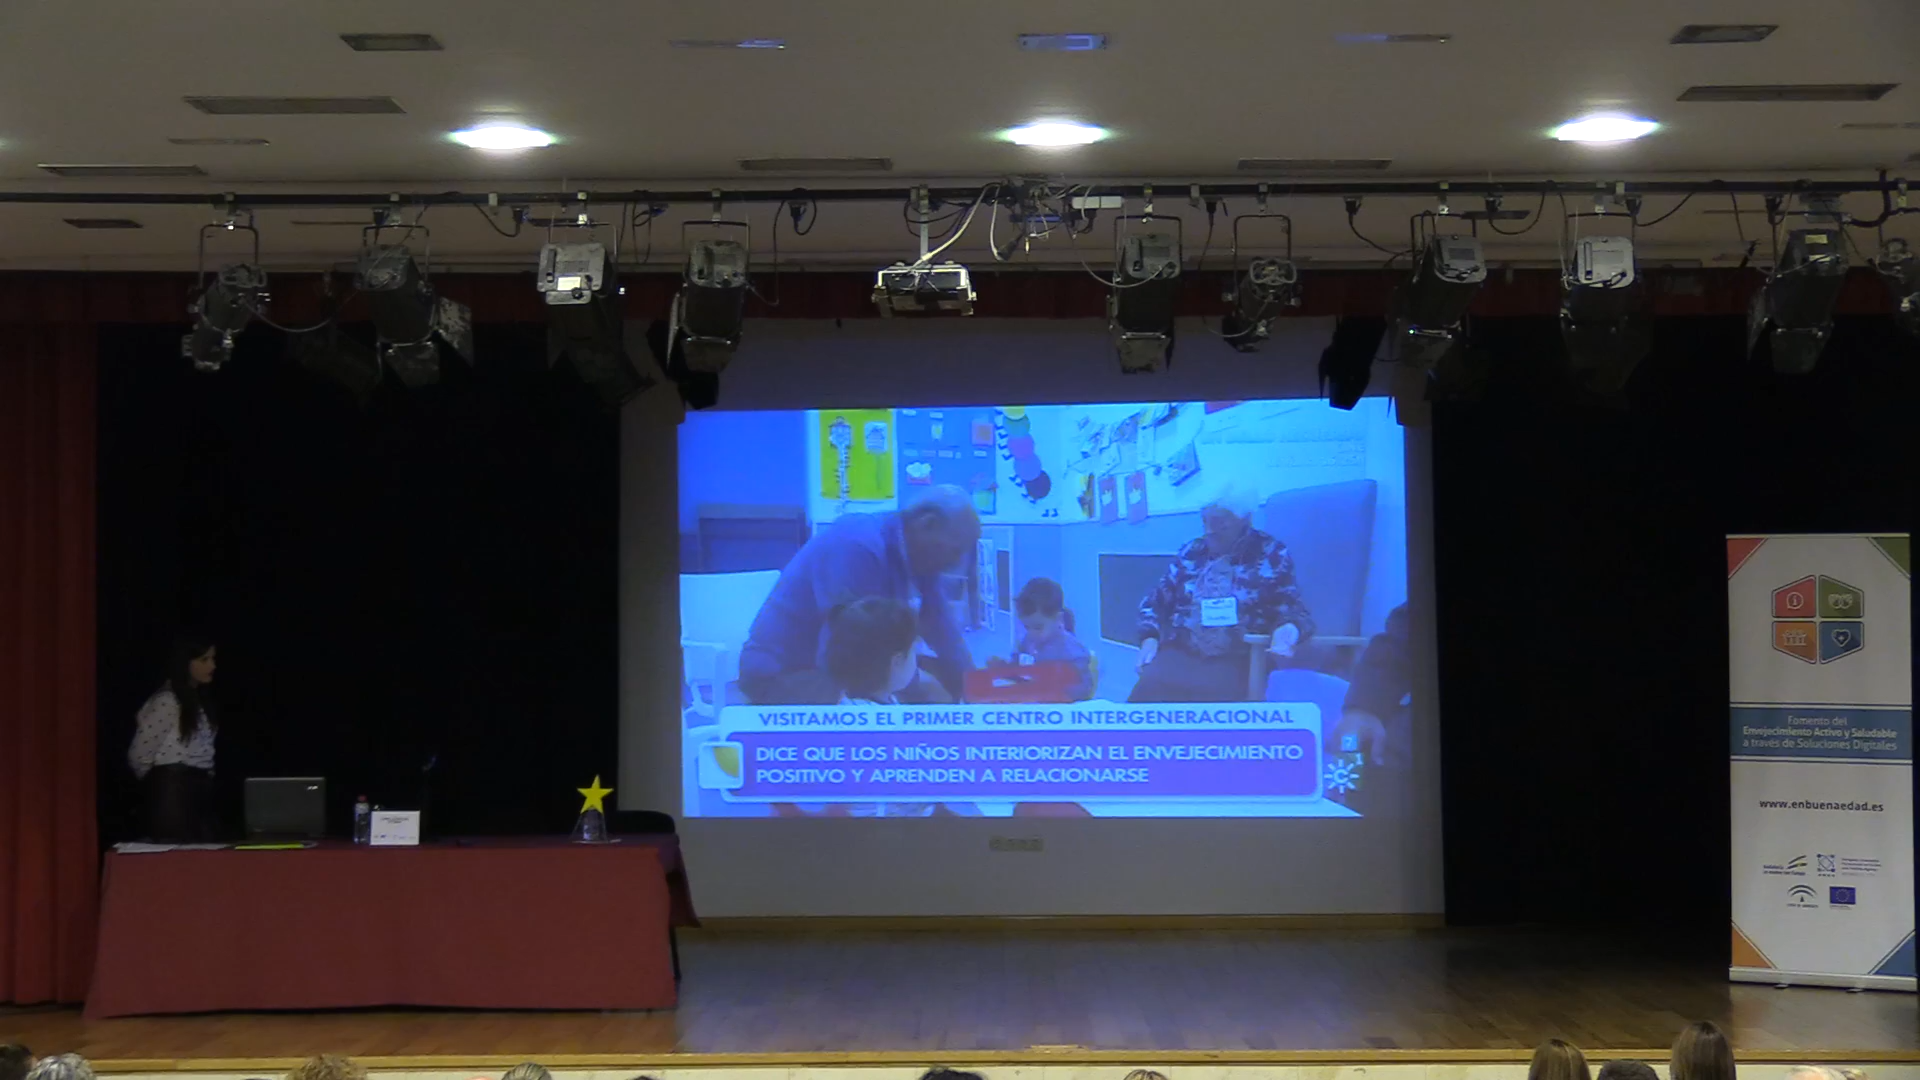 VISITAMOS EL PRIMER CENTRO INTERGENERACIONAL
DICE QUE LOS NIÑOS INTERIORIZAN EL ENVEJECIMIENTO
POSITIVO Y APRENDEN A RELACIONARSE
Fomento del
Envejecimiento Activo y Saludable
a través de Soluciones Digitales
www.enbuenaedad.es